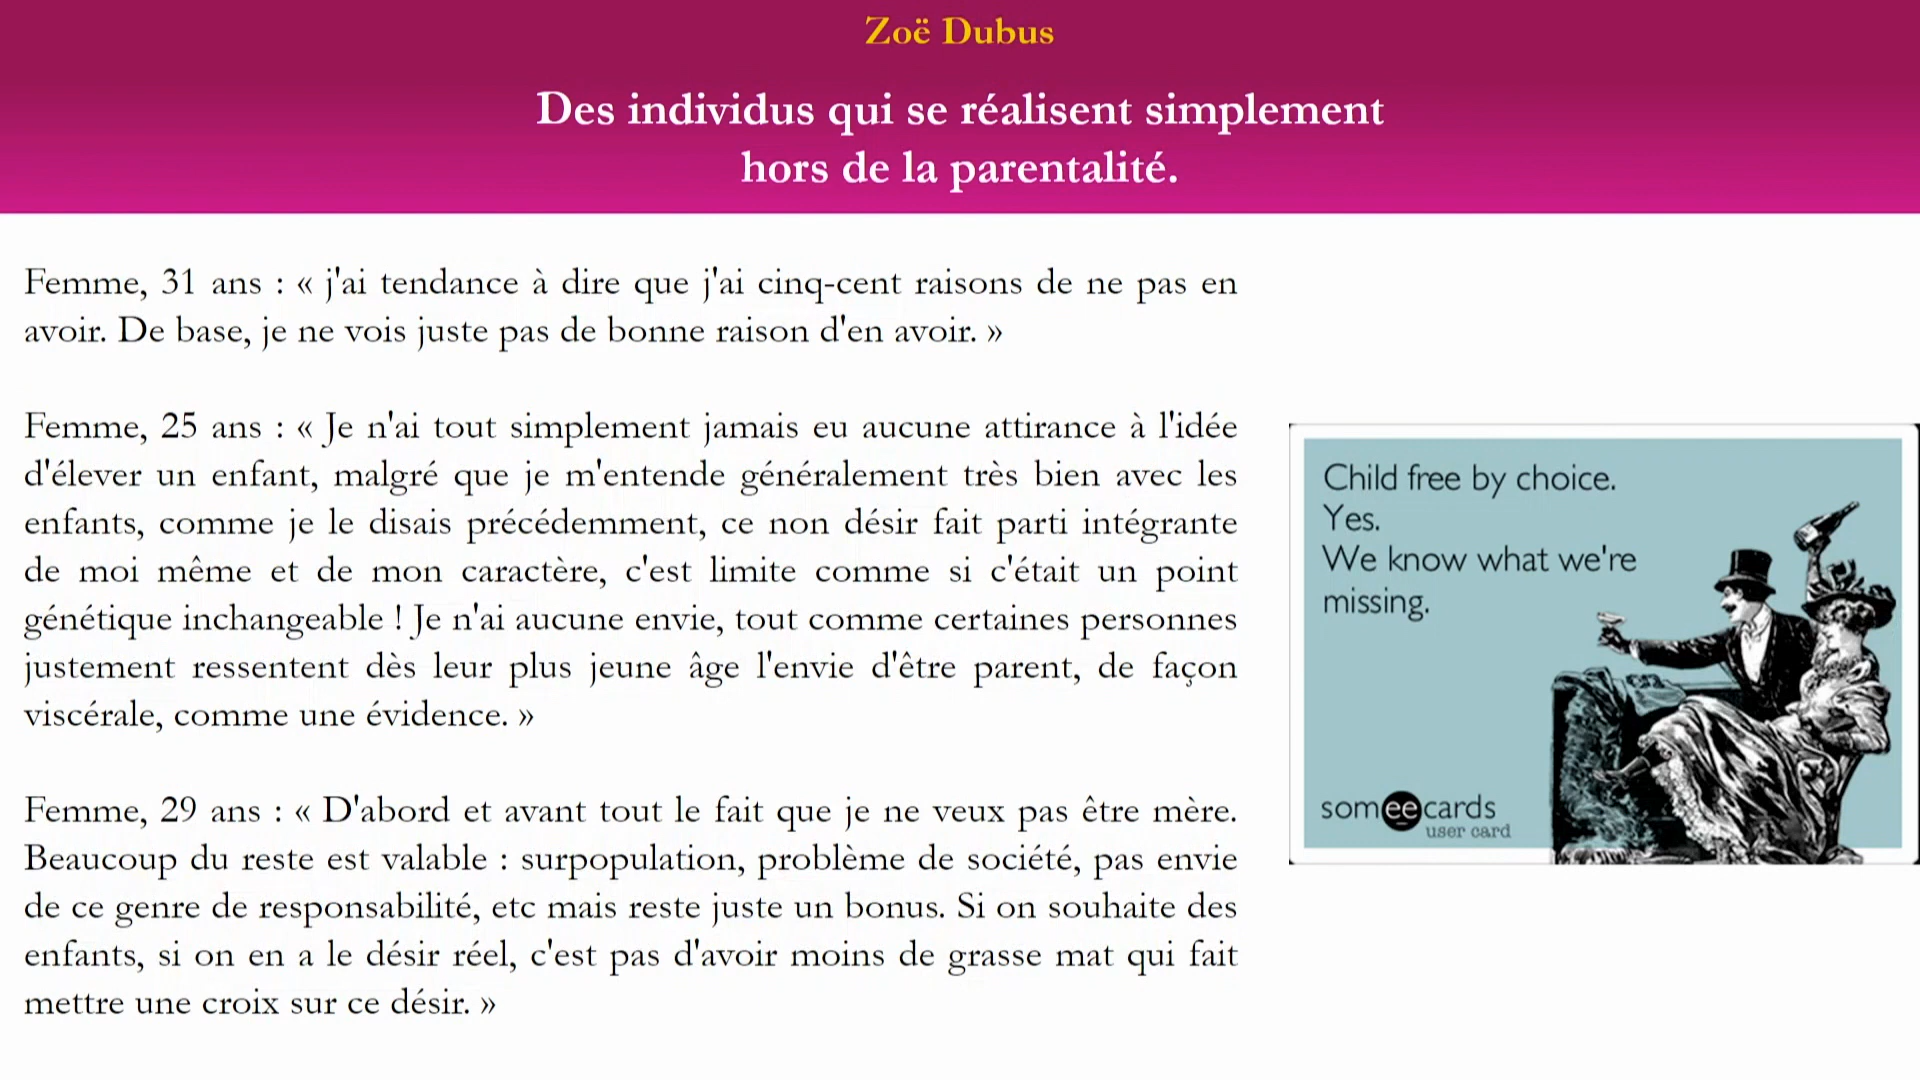 Zoë Dubus
Des individus qui se réalisent simplement
hors de la parentalité.
Femme, 31 ans : « j'ai tendance à dire que j'ai cinq-cent raisons de ne pas en
avoir. De base, je ne vois juste pas de bonne raison d'en avoir. »
Femme, 25 ans : « Je n'ai tout simplement jamais eu aucune attirance à l'idée
d'élever un enfant, malgré que je m'entende généralement très bien avec les
enfants, comme je le disais précédemment, ce non désir fait parti intégrante
de moi même et de mon caractère, c'est limite comme si c'était un point
génétique inchangeable ! Je n'ai aucune envie, tout comme certaines personnes
justement ressentent dès leur plus jeune âge l'envie d'être parent, de façon
viscérale, comme une évidence. »
Femme, 29 ans : « D'abord et avant tout le fait que je ne veux pas être mère.
Beaucoup du reste est valable : surpopulation, problème de société, pas envie
de ce genre de responsabilité, etc mais reste juste un bonus. Si on souhaite des
enfants, si on en a le désir réel, c'est pas d'avoir moins de grasse mat qui fait
mettre une croix sur ce désir. »
Child free by choice.
Yes.
We know what we're
missing.
someecards
user card